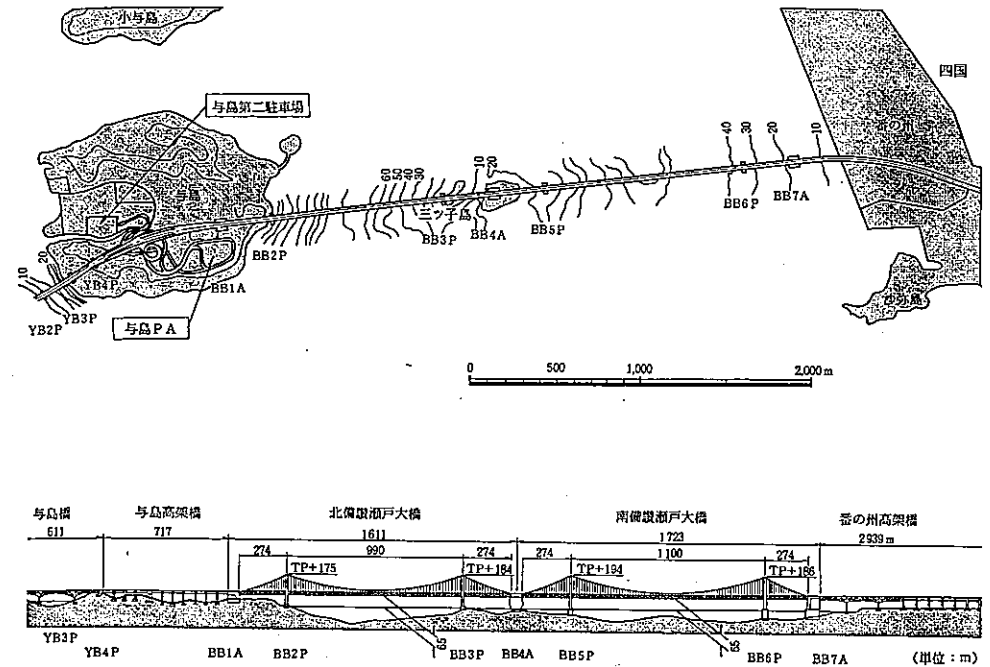 小与島
四国
与島第二駐車場
60
50
40
30
10
20
40
30
20
10
三ツ子島
BB3P
BB4A
BB5P
BB6P
BB7A
BB2P
BB1A
20
10
YB4P
YB3P
YB2P
与島PA
沙弥島
0 500 1,000 2,000m
与島橋 与島高架橋 北備讃瀬戸大橋 南備讃瀬戸大橋 番の州高架橋
611 717 1611 1723 2939m
274 990 274 274 1100 274
TP+175 TP+184 TP+194 TP+186
65 65
YB3P YB4P BB1A BB2P BB3P BB4A BB5P BB6P BB7A (単位:m)